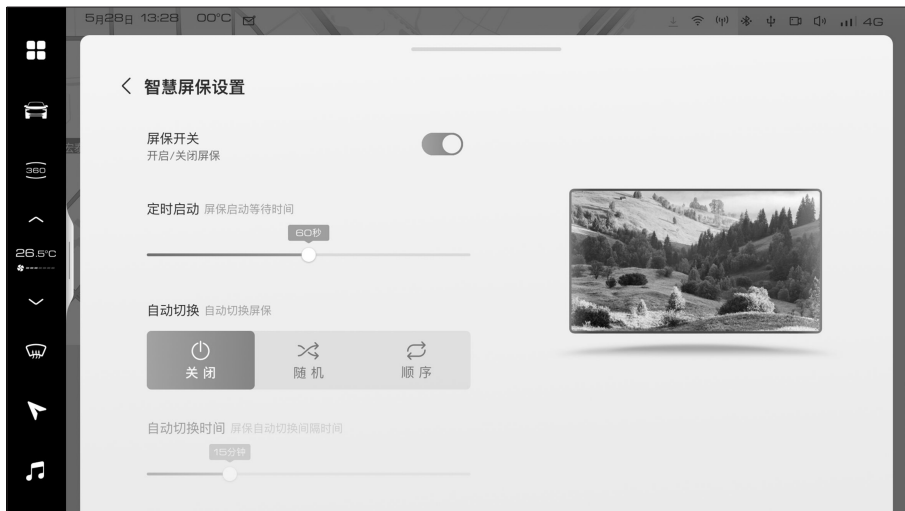 5月28日 13:28 00°C
4G
智慧屏保设置
屏保开关
开启/关闭屏保
360
定时启动 屏保启动等待时间
60秒
26.5°C
自动切换 自动切换屏保
关闭 随机 顺序
自动切换时间 屏保自动切换间隔时间
15分钟